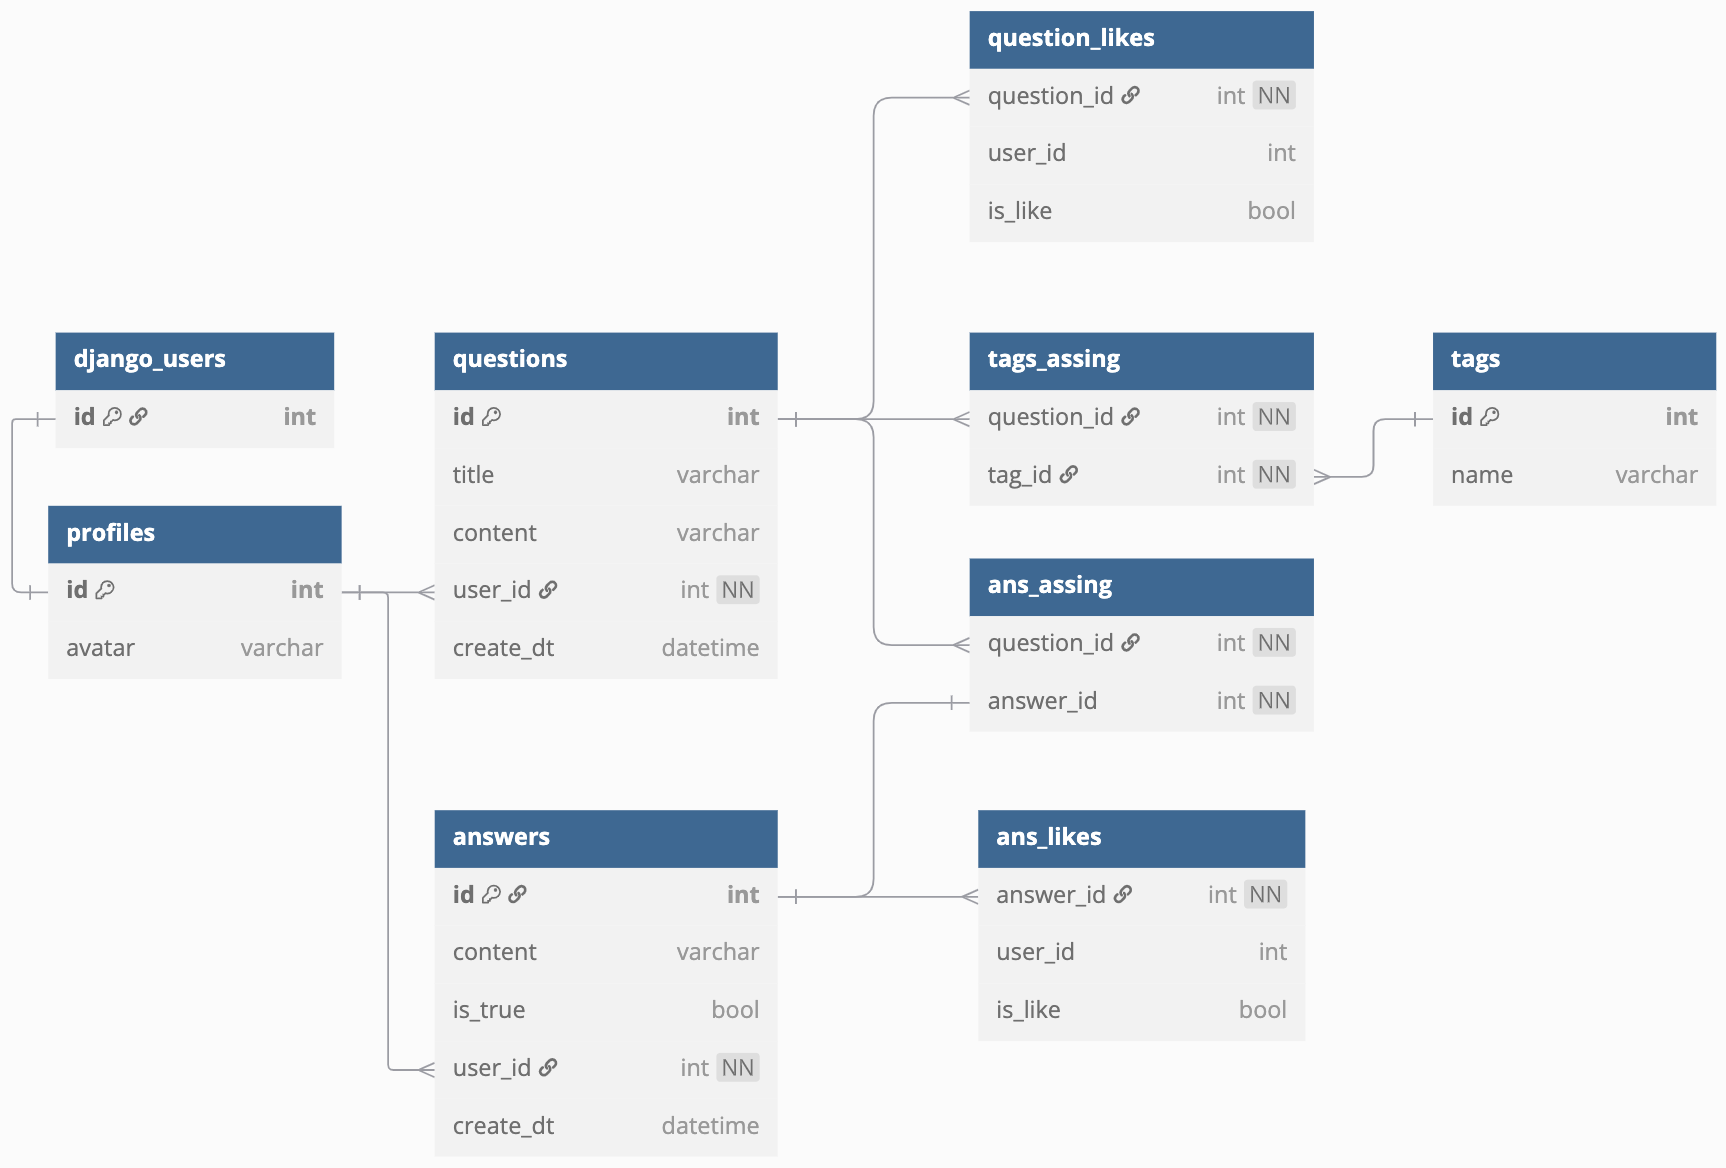 question_likes
question_id int NN
user_id int
is_like bool
django_users
id int
profiles
id int
avatar varchar
questions
id int
title varchar
content varchar
user_id int NN
create_dt datetime
tags_assing
question_id int NN
tag_id int NN
tags
id int
name varchar
ans_assing
question_id int NN
answer_id int NN
answers
id int
content varchar
is_true bool
user_id int NN
create_dt datetime
ans_likes
answer_id int NN
user_id int
is_like bool